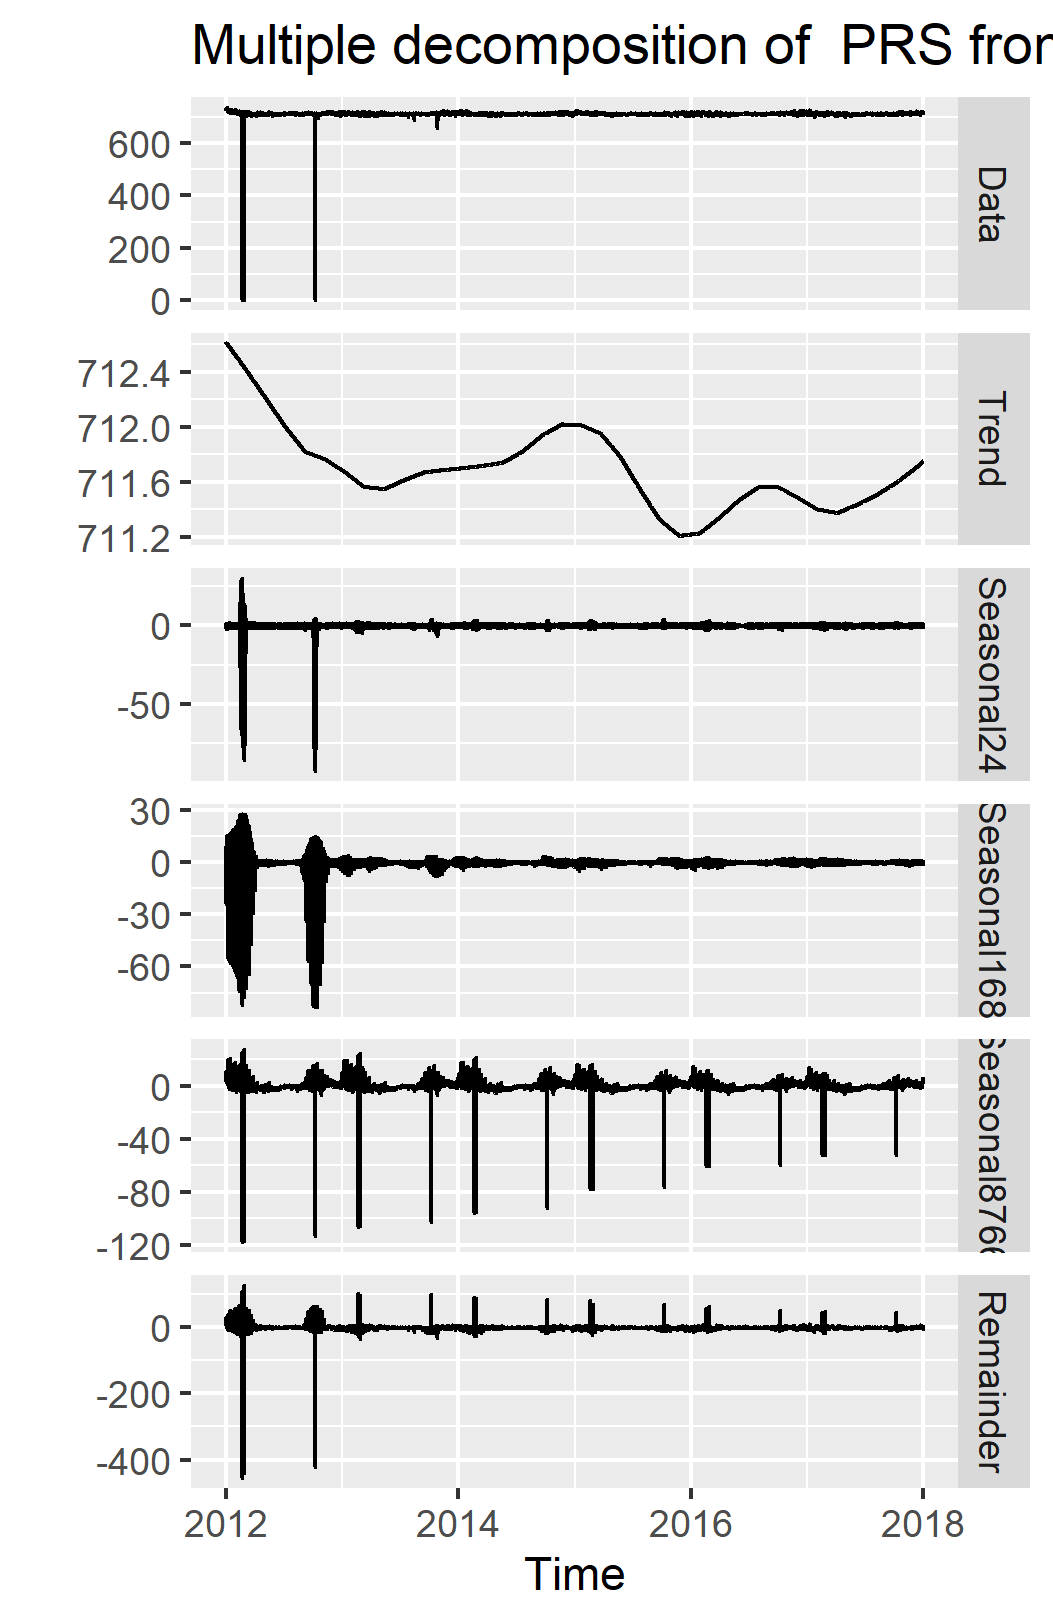 Multiple decomposition of PRS fron
600
400
200
0
Data
712.4
712.0
711.6
711.2
Trend
0
-50
Seasonal24
30
0
-30
-60
Seasonal168
0
-40
-80
-120
Seasonal8766
0
-200
-400
Remainder
2012 2014 2016 2018
Time